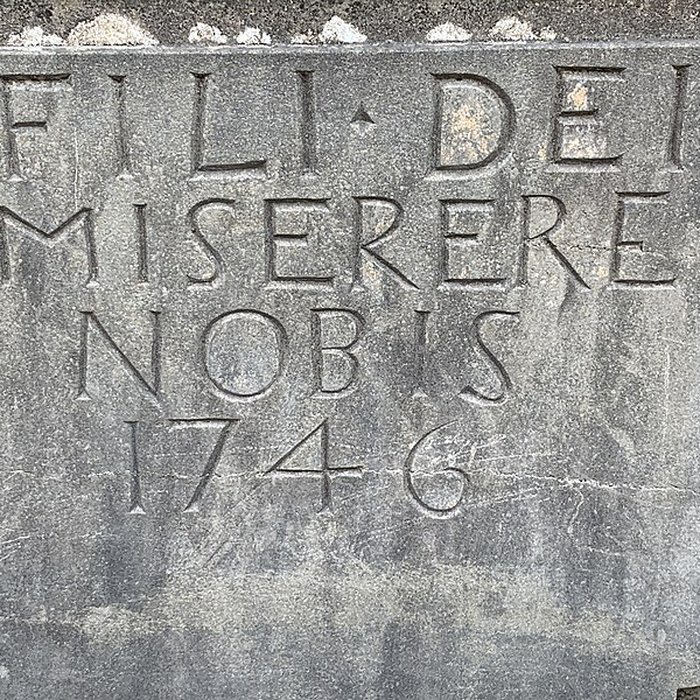 FILI · DEI
MISERERE
NOBIS
1746